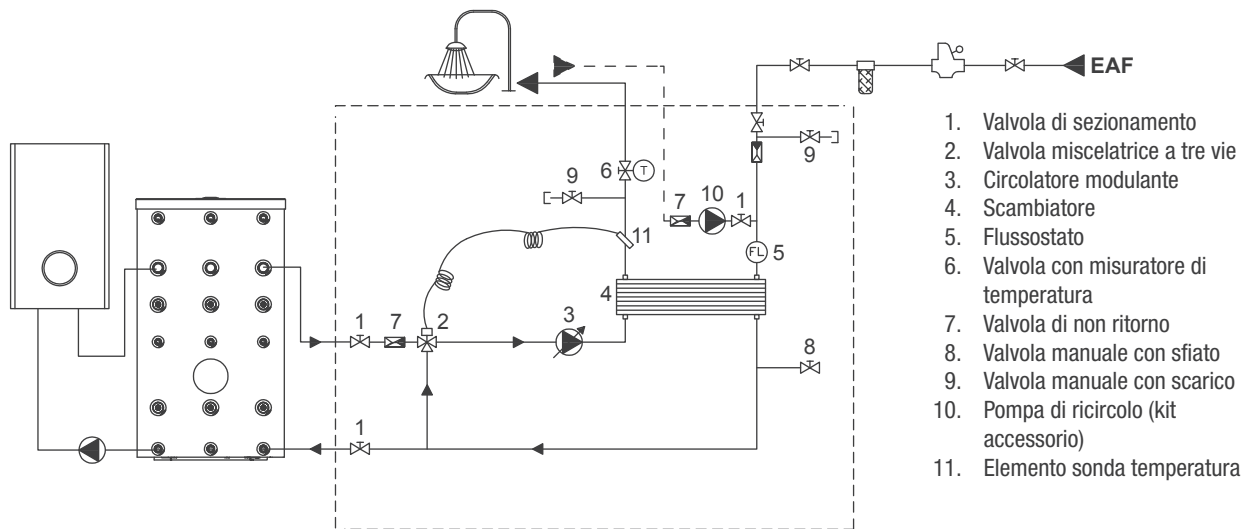 EAF
1. Valvola di sezionamento
2. Valvola miscelatrice a tre vie
3. Circolatore modulante
4. Scambiatore
5. Flussostato
6. Valvola con misuratore di
temperatura
7. Valvola di non ritorno
8. Valvola manuale con sfiato
9. Valvola manuale con scarico
10. Pompa di ricircolo (kit
accessorio)
11. Elemento sonda temperatura
9
6 T
9
10
7
1
11
FL 5
4
1
7
2
3
8
1